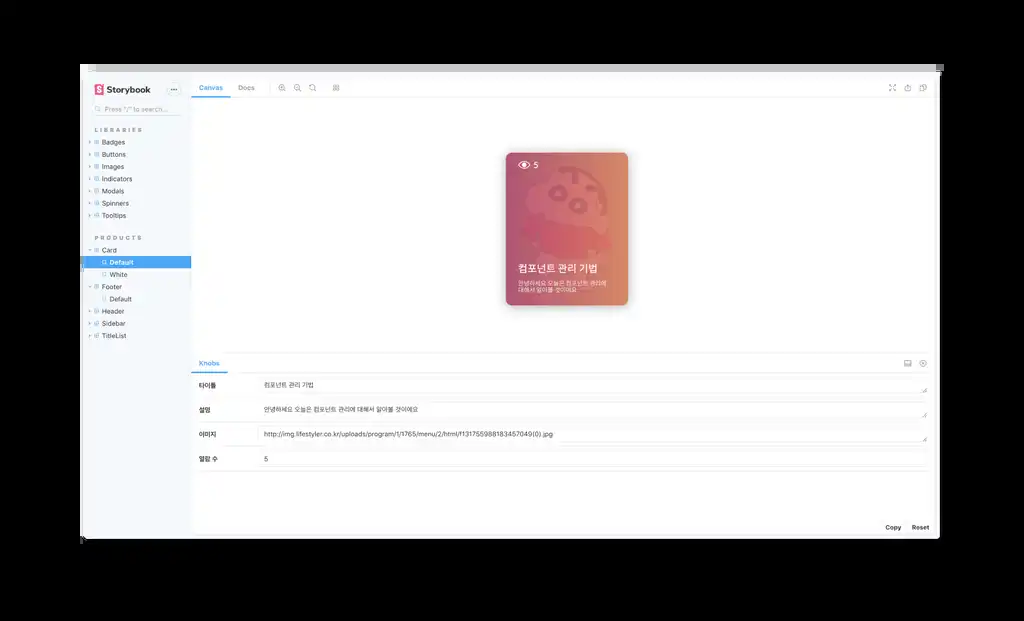 Storybook
Press "/" to search...
LIBRARIES
Badges
Buttons
Images
Indicators
Modals
Spinners
Tooltips
PRODUCTS
Card
Default
White
Footer
Default
Header
Sidebar
TitleList
Canvas
Docs
5
컴포넌트 관리 기법
안녕하세요 오늘은 컴포넌트 관리에
대해서 알아볼 것이에요
Knobs
타이틀
컴포넌트 관리 기법
설명
안녕하세요 오늘은 컴포넌트 관리에 대해서 알아볼 것이에요
이미지
http://img.lifestyler.co.kr/uploads/program/1/1765/menu/2/html/f131755988183457049(0).jpg
열람 수
5
Copy
Reset